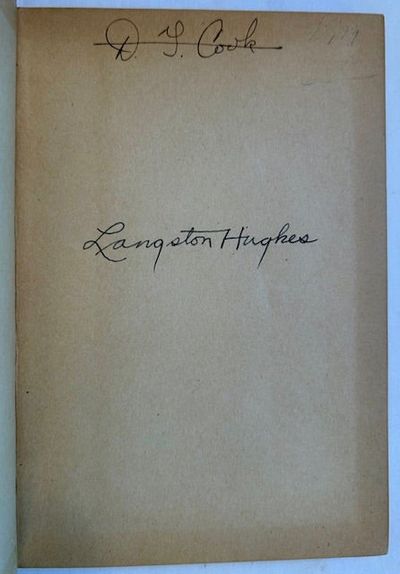 D. T. Cook
Langston Hughes